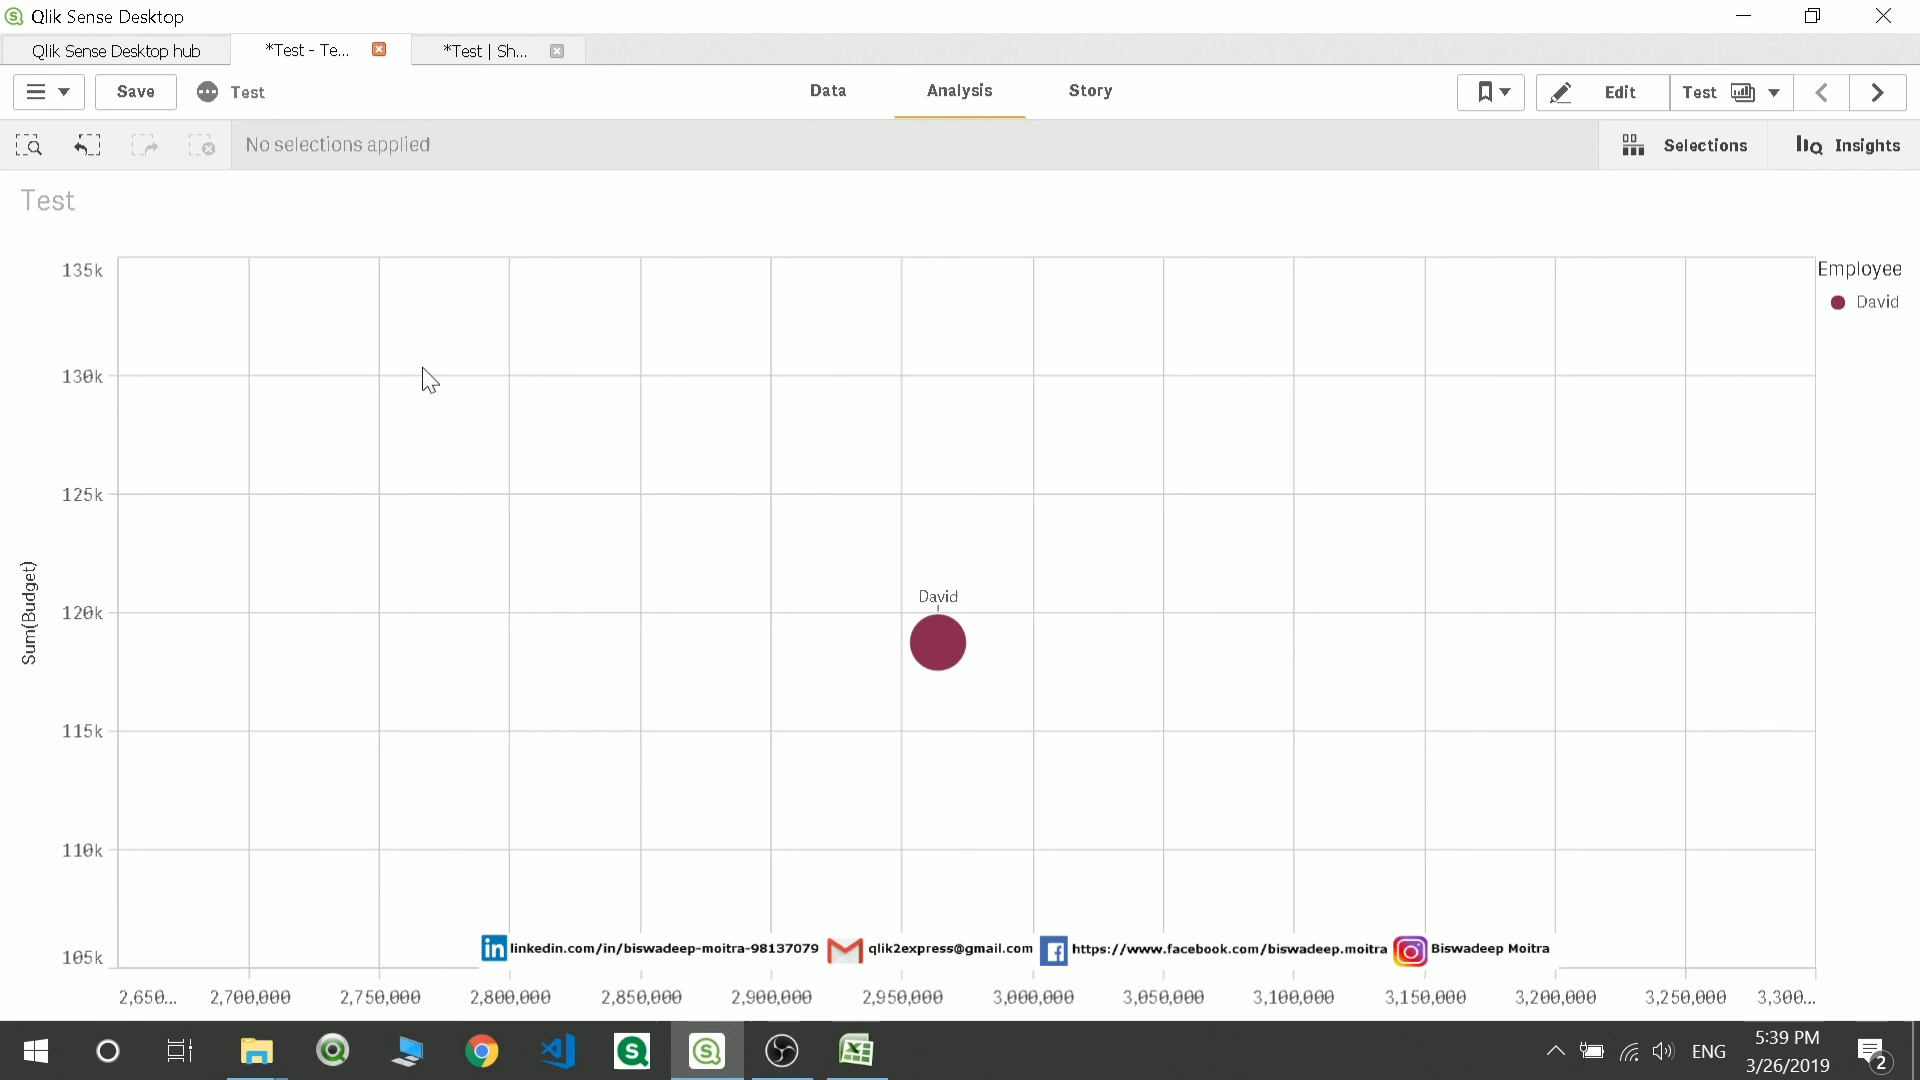 Qlik Sense Desktop
Qlik Sense Desktop hub
*Test - Te...
*Test | Sh...
Save
Test
Data
Analysis
Story
Edit
Test
No selections applied
Selections
Insights
Test
135k
130k
125k
120k
115k
110k
105k
Sum(Budget)
David
Employee
David
linkedin.com/in/biswadeep-moitra-98137079
qlik2express@gmail.com
https://www.facebook.com/biswadeep.moitra
Biswadeep Moitra
2,650...
2,700,000
2,750,000
2,800,000
2,850,000
2,900,000
2,950,000
3,000,000
3,050,000
3,100,000
3,150,000
3,200,000
3,250,000
3,300...
ENG
5:39 PM
3/26/2019
2